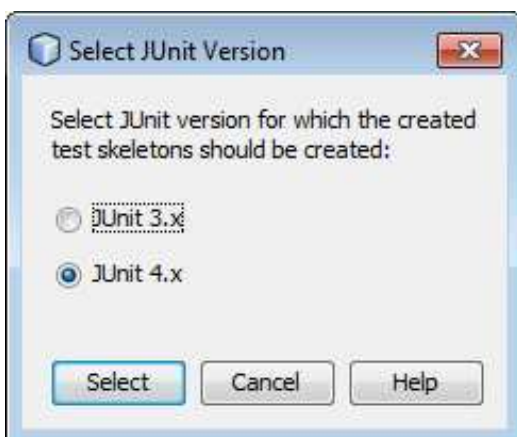 Select JUnit Version
Select JUnit version for which the created
test skeletons should be created:
JUnit 3.x
JUnit 4.x
Select Cancel Help